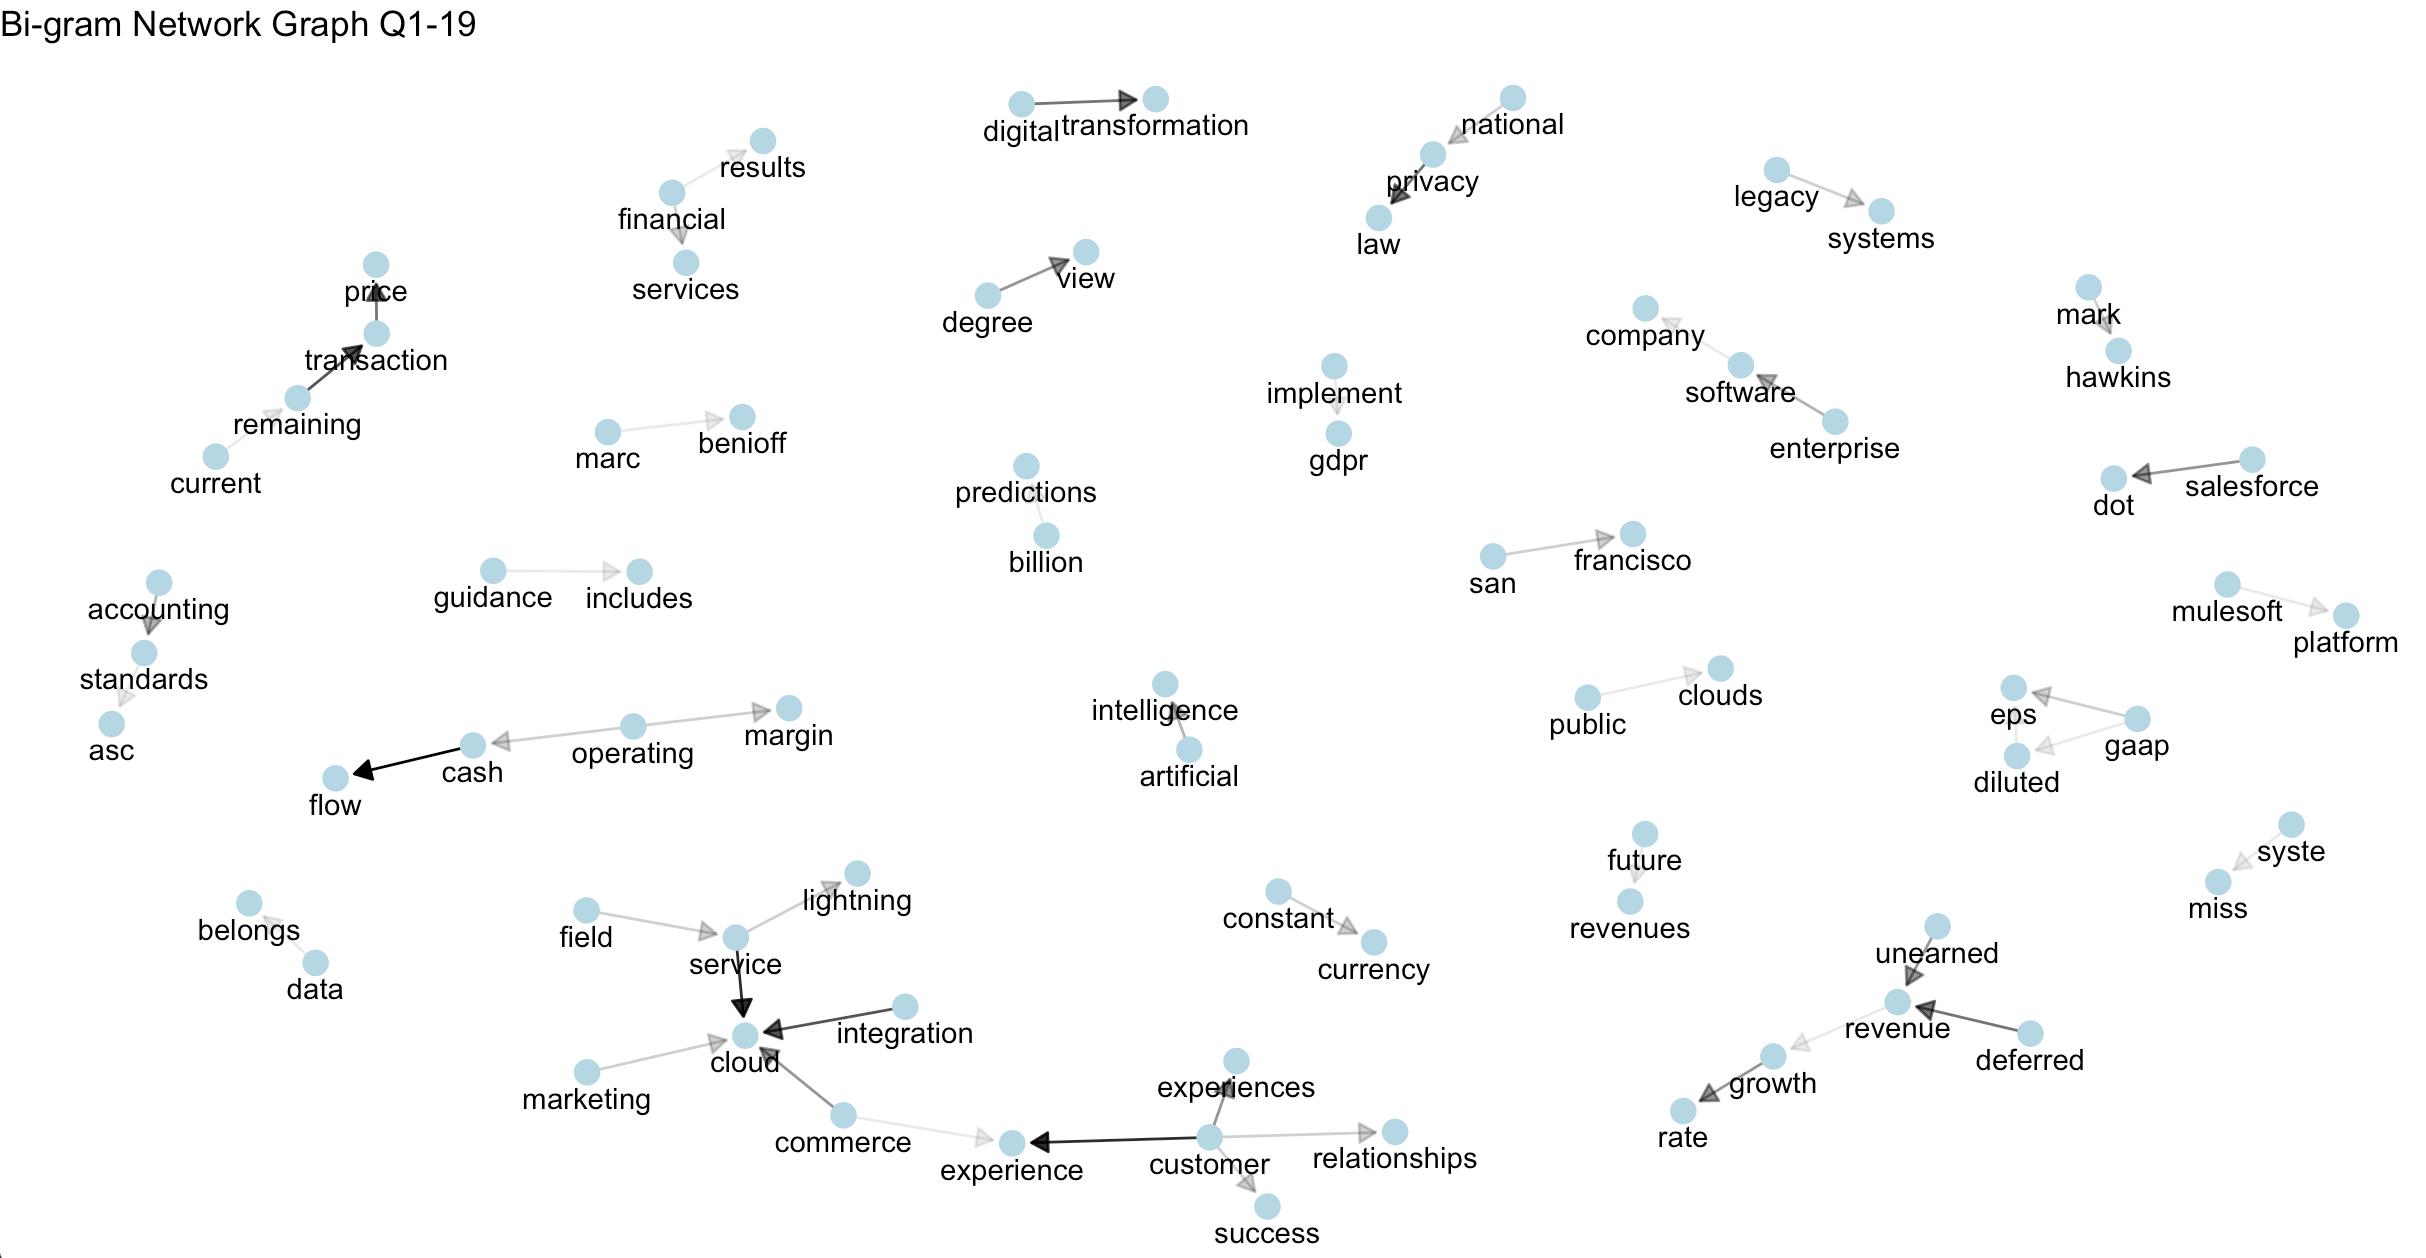 Bi-gram Network Graph Q1-19
digital
transformation
national
results
privacy
legacy
financial
law
systems
services
view
price
degree
mark
company
transaction
hawkins
implement
software
remaining
benioff
enterprise
marc
gdpr
current
predictions
salesforce
dot
billion
francisco
san
guidance
includes
accounting
mulesoft
platform
standards
clouds
intelligence
public
eps
asc
margin
operating
gaap
cash
artificial
diluted
flow
future
syste
lightning
miss
constant
belongs
field
revenues
unearned
service
currency
data
integration
revenue
cloud
deferred
growth
experiences
marketing
rate
commerce
relationships
customer
experience
success